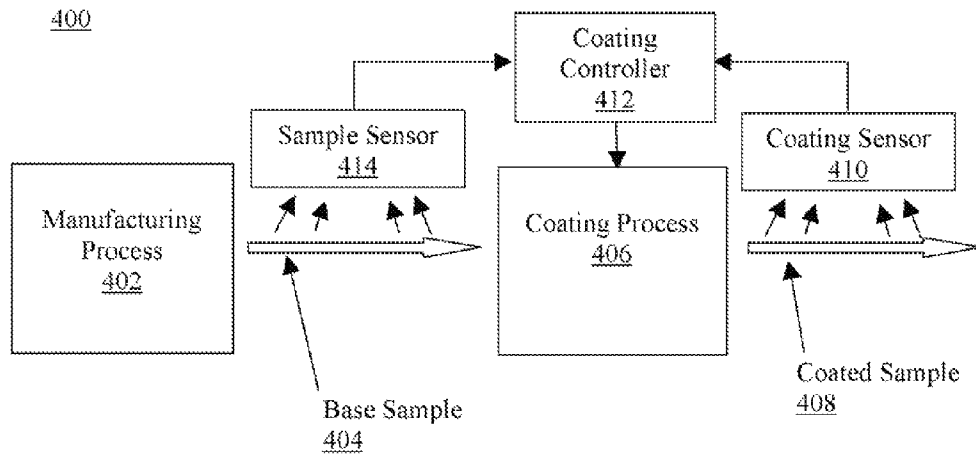 400
Coating
Controller
412
Sample Sensor
414
Coating Sensor
410
Manufacturing
Process
402
Coating Process
406
Base Sample
404
Coated Sample
408